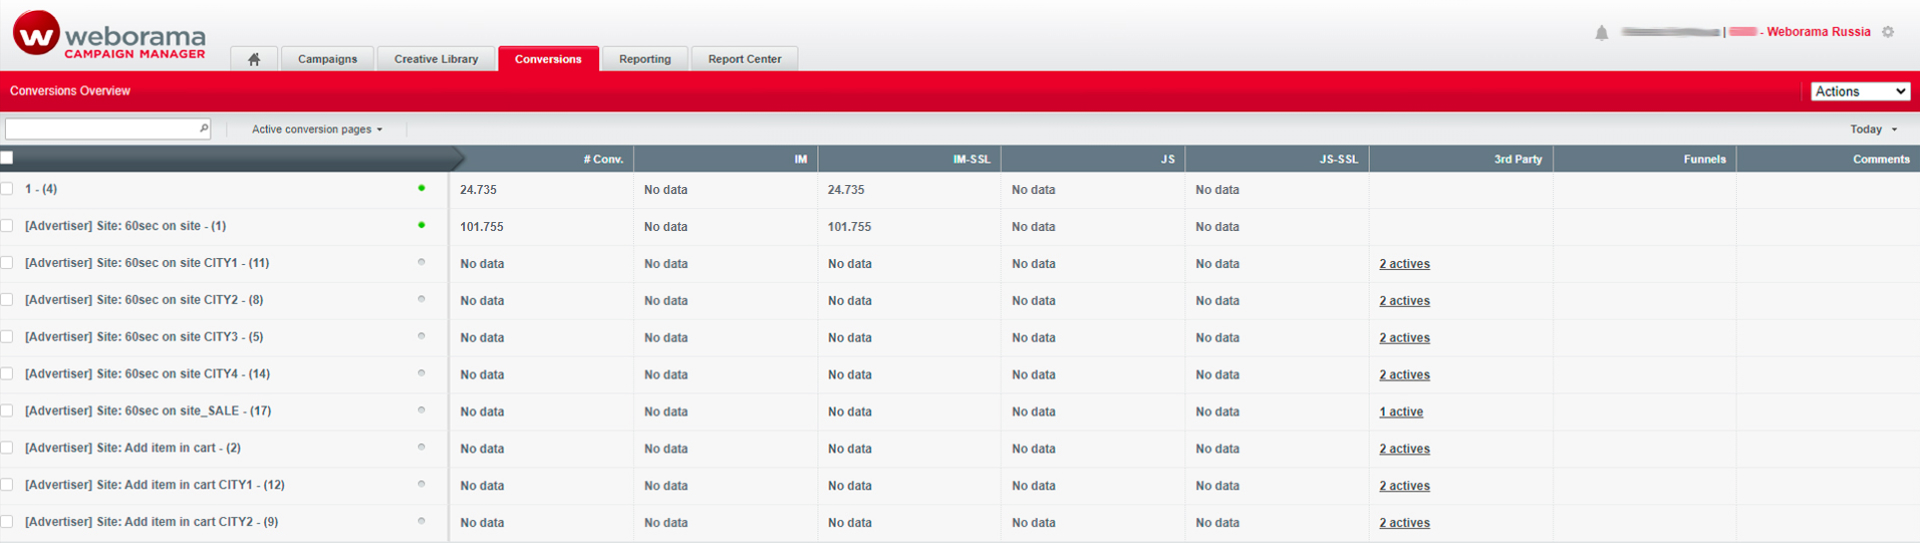 weborama
CAMPAIGN MANAGER
Campaigns Creative Library Conversions Reporting Report Center
| - Weborama Russia
Conversions Overview Actions
Active conversion pages Today
# Conv. IM IM-SSL JS JS-SSL 3rd Party Funnels Comments
1 - (4) 24.735 No data 24.735 No data No data
[Advertiser] Site: 60sec on site - (1) 101.755 No data 101.755 No data No data
[Advertiser] Site: 60sec on site CITY1 - (11) No data No data No data No data No data 2 actives
[Advertiser] Site: 60sec on site CITY2 - (8) No data No data No data No data No data 2 actives
[Advertiser] Site: 60sec on site CITY3 - (5) No data No data No data No data No data 2 actives
[Advertiser] Site: 60sec on site CITY4 - (14) No data No data No data No data No data 2 actives
[Advertiser] Site: 60sec on site_SALE - (17) No data No data No data No data No data 1 active
[Advertiser] Site: Add item in cart - (2) No data No data No data No data No data 2 actives
[Advertiser] Site: Add item in cart CITY1 - (12) No data No data No data No data No data 2 actives
[Advertiser] Site: Add item in cart CITY2 - (9) No data No data No data No data No data 2 actives